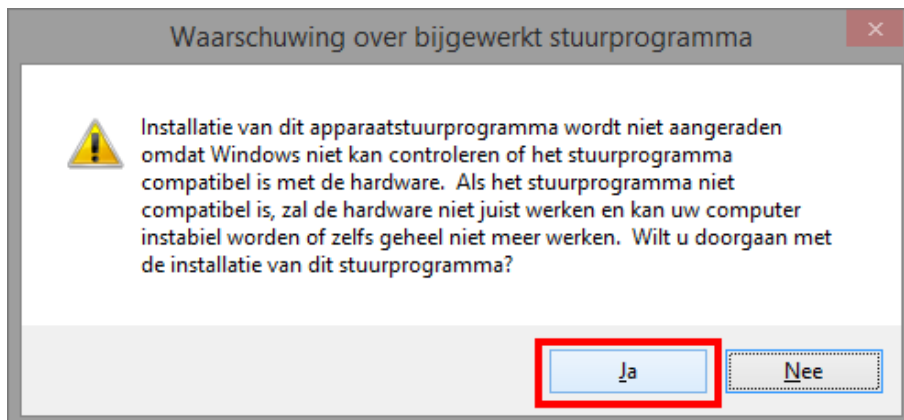 Waarschuwing over bijgewerkt stuurprogramma
Installatie van dit apparaatstuurprogramma wordt niet aangeraden
omdat Windows niet kan controleren of het stuurprogramma
compatibel is met de hardware.  Als het stuurprogramma niet
compatibel is, zal de hardware niet juist werken en kan uw computer
instabiel worden of zelfs geheel niet meer werken.  Wilt u doorgaan met
de installatie van dit stuurprogramma?
Ja
Nee